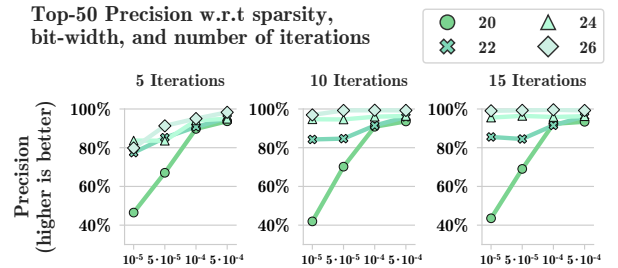 Top-50 Precision w.r.t sparsity,
bit-width, and number of iterations
20 24
22 26
5 Iterations 10 Iterations 15 Iterations
Precision
(higher is better)
100% 100% 100%
80% 80% 80%
60% 60% 60%
40% 40% 40%
10⁻⁵ 5·10⁻⁵ 10⁻⁴ 5·10⁻⁴ 10⁻⁵ 5·10⁻⁵ 10⁻⁴ 5·10⁻⁴ 10⁻⁵ 5·10⁻⁵ 10⁻⁴ 5·10⁻⁴